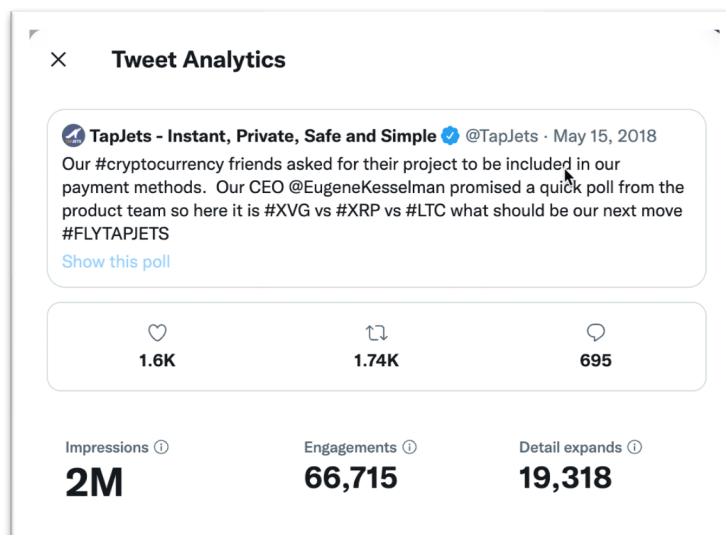 Tweet Analytics
TapJets - Instant, Private, Safe and Simple @TapJets · May 15, 2018
Our #cryptocurrency friends asked for their project to be included in our
payment methods. Our CEO @EugeneKesselman promised a quick poll from the
product team so here it is #XVG vs #XRP vs #LTC what should be our next move
#FLYTAPJETS
Show this poll
1.6K 1.74K 695
Impressions Engagements Detail expands
2M 66,715 19,318